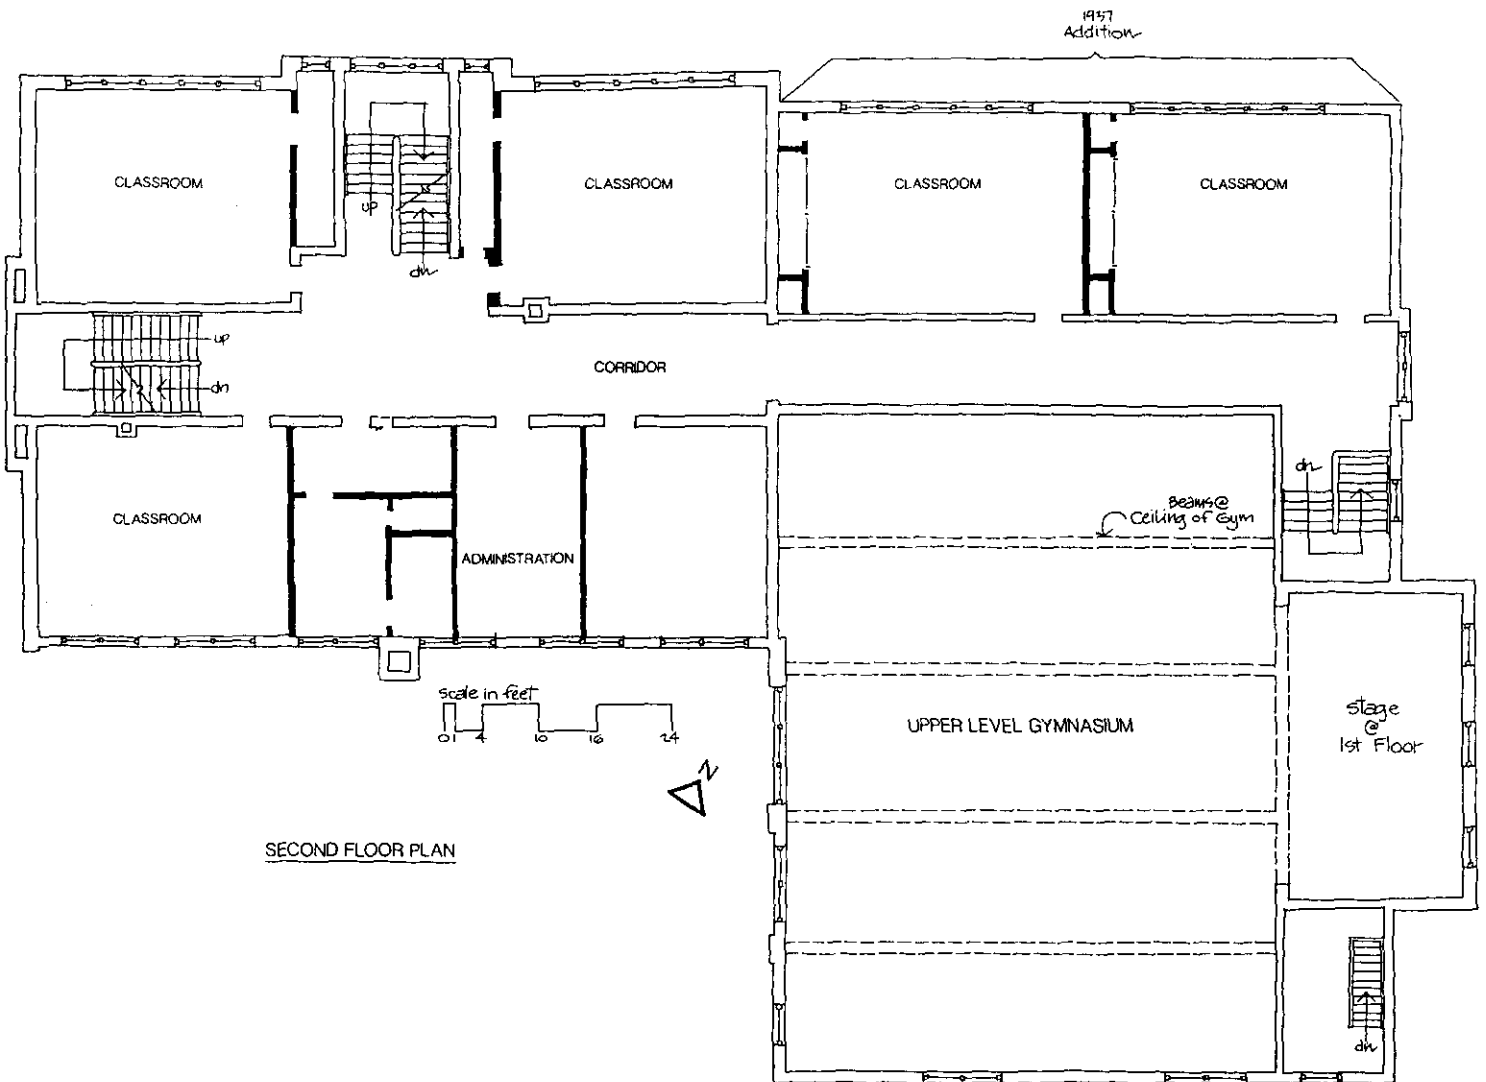 1937
Addition
CLASSROOM
CLASSROOM
CLASSROOM
CLASSROOM
up
dn
up
CORRIDOR
dn
dn
Beams @
Ceiling of Gym
CLASSROOM
ADMINISTRATION
Scale in feet
0 1 4 10 16 24
N
UPPER LEVEL GYMNASIUM
Stage
@
1st Floor
SECOND FLOOR PLAN
dn